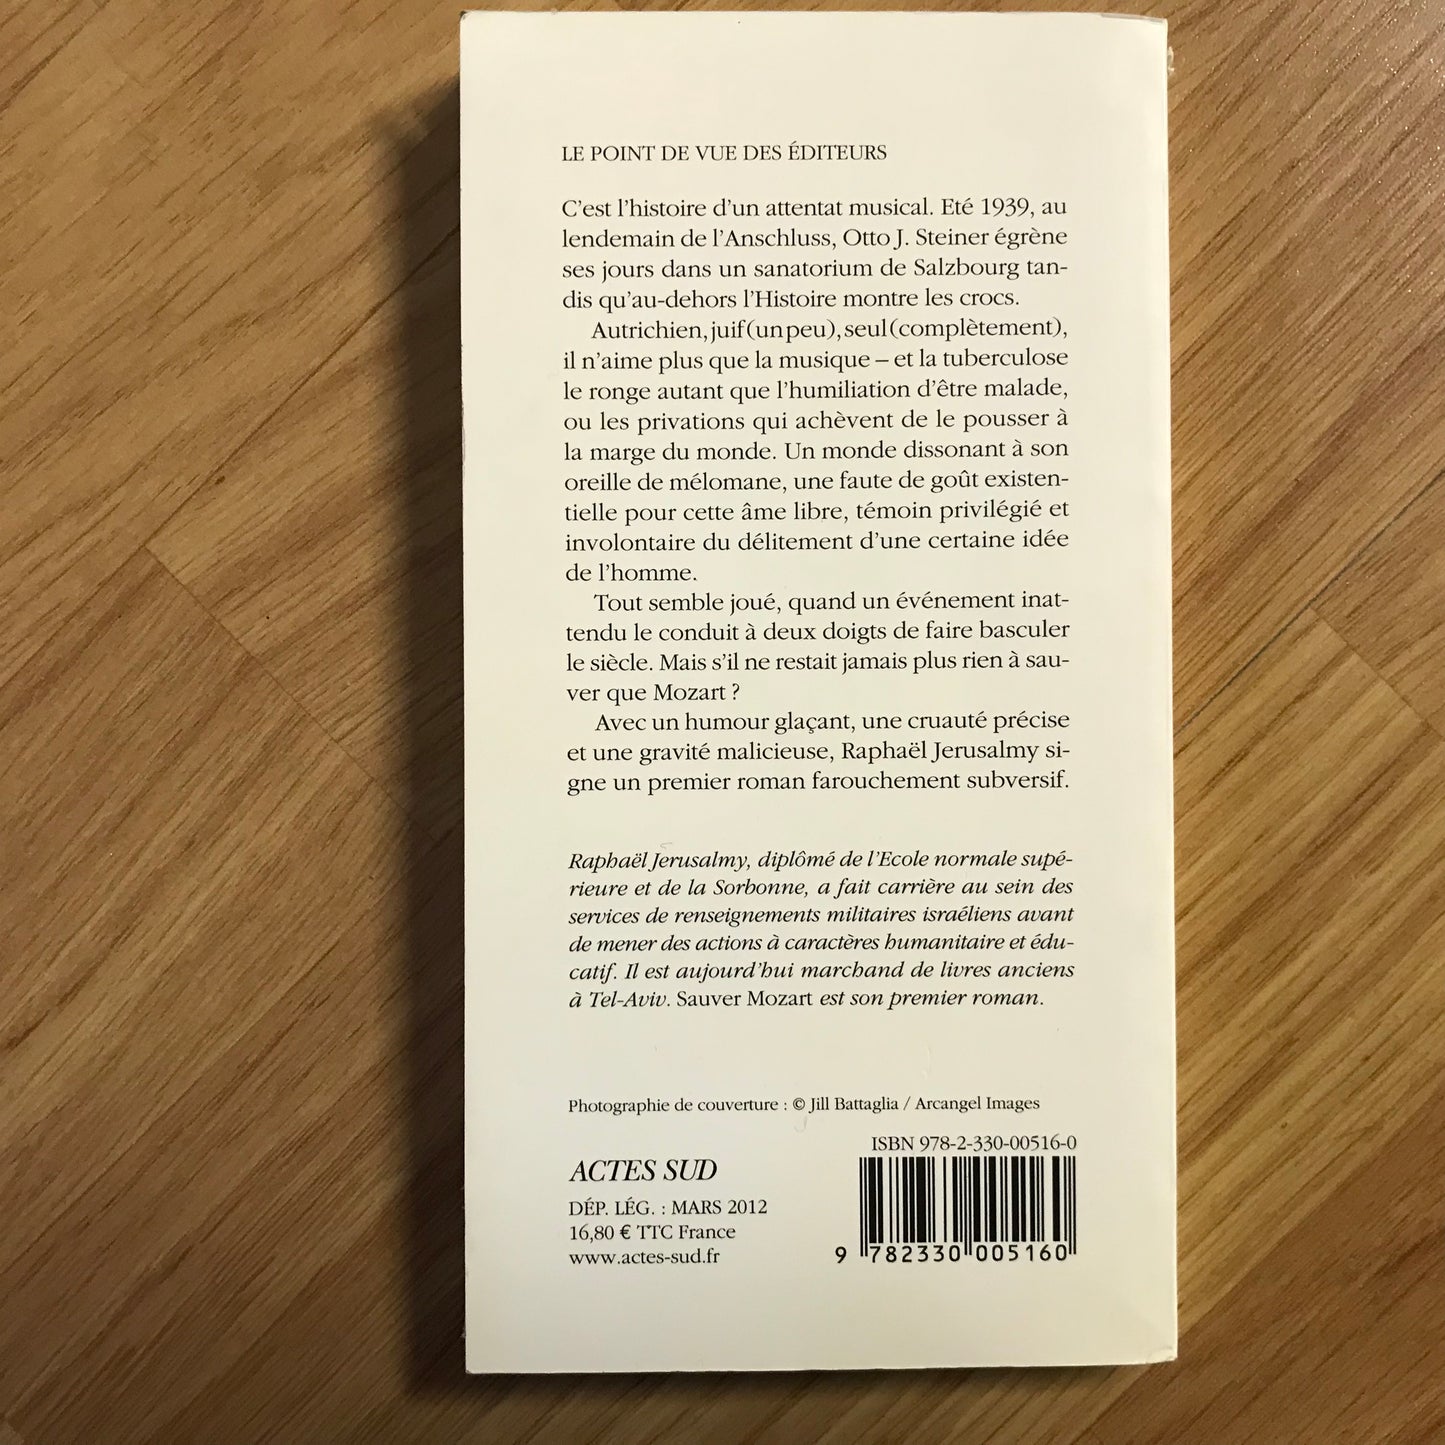 LE POINT DE VUE DES ÉDITEURS
C'est l'histoire d'un attentat musical. Eté 1939, au
lendemain de l'Anschluss, Otto J. Steiner égrène
ses jours dans un sanatorium de Salzbourg tan-
dis qu'au-dehors l'Histoire montre les crocs.
Autrichien, juif (un peu), seul (complètement),
il n'aime plus que la musique – et la tuberculose
le ronge autant que l'humiliation d'être malade,
ou les privations qui achèvent de le pousser à
la marge du monde. Un monde dissonant à son
oreille de mélomane, une faute de goût existen-
tielle pour cette âme libre, témoin privilégié et
involontaire du délitement d'une certaine idée
de l'homme.
Tout semble joué, quand un événement inat-
tendu le conduit à deux doigts de faire basculer
le siècle. Mais s'il ne restait jamais plus rien à sau-
ver que Mozart ?
Avec un humour glaçant, une cruauté précise
et une gravité malicieuse, Raphaël Jerusalmy si-
gne un premier roman farouchement subversif.
Raphaël Jerusalmy, diplômé de l'Ecole normale supé-
rieure et de la Sorbonne, a fait carrière au sein des
services de renseignements militaires israéliens avant
de mener des actions à caractères humanitaire et édu-
catif. Il est aujourd'hui marchand de livres anciens
à Tel-Aviv. Sauver Mozart est son premier roman.
Photographie de couverture : © Jill Battaglia / Arcangel Images
ISBN 978-2-330-00516-0
ACTES SUD
DÉP. LÉG. : MARS 2012
16,80 € TTC France
www.actes-sud.fr
9 782330 005160